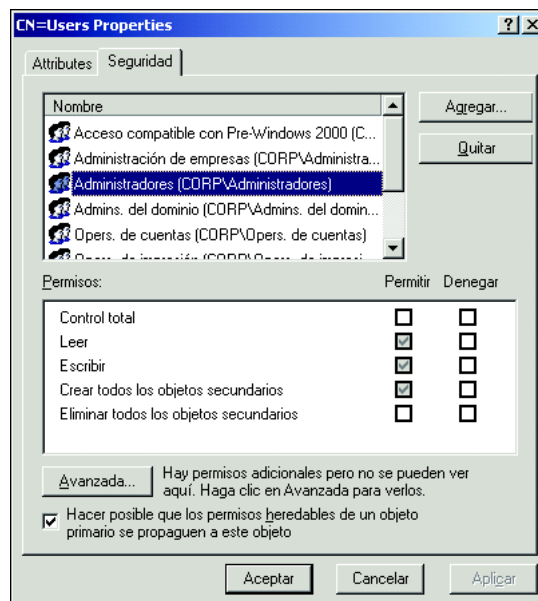 CN=Users Properties
Attributes
Seguridad
Nombre
Acceso compatible con Pre-Windows 2000 (C...
Administración de empresas (CORP\Administra...
Administradores (CORP\Administradores)
Admins. del dominio (CORP\Admins. del domin...
Opers. de cuentas (CORP\Opers. de cuentas)
Agregar...
Quitar
Permisos:
Permitir Denegar
Control total
Leer
Escribir
Crear todos los objetos secundarios
Eliminar todos los objetos secundarios
Avanzada...
Hay permisos adicionales pero no se pueden ver
aquí. Haga clic en Avanzada para verlos.
Hacer posible que los permisos heredables de un objeto
primario se propaguen a este objeto
Aceptar
Cancelar
Aplicar